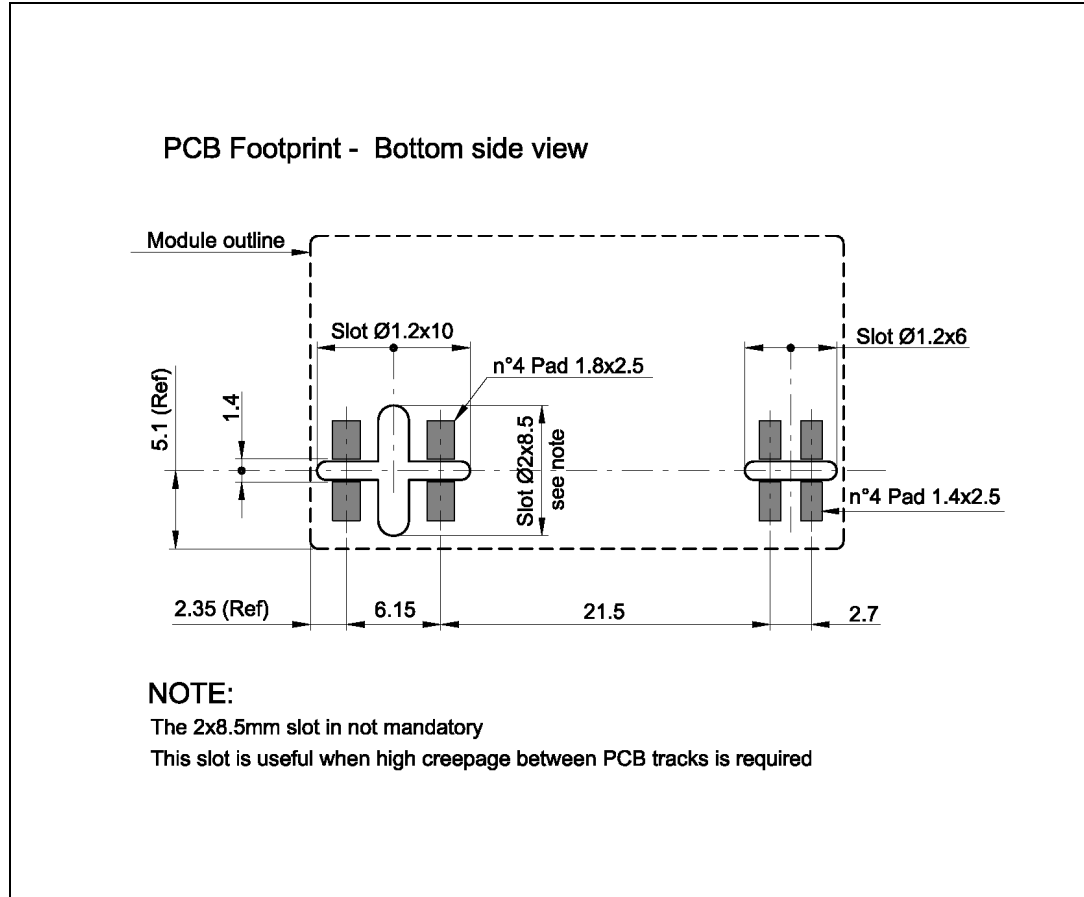 PCB Footprint - Bottom side view
Module outline
Slot Ø1.2x10
Slot Ø1.2x6
n°4 Pad 1.8x2.5
5.1 (Ref)
1.4
Slot Ø2x8.5
see note
n°4 Pad 1.4x2.5
2.35 (Ref)
6.15
21.5
2.7
NOTE:
The 2x8.5mm slot in not mandatory
This slot is useful when high creepage between PCB tracks is required